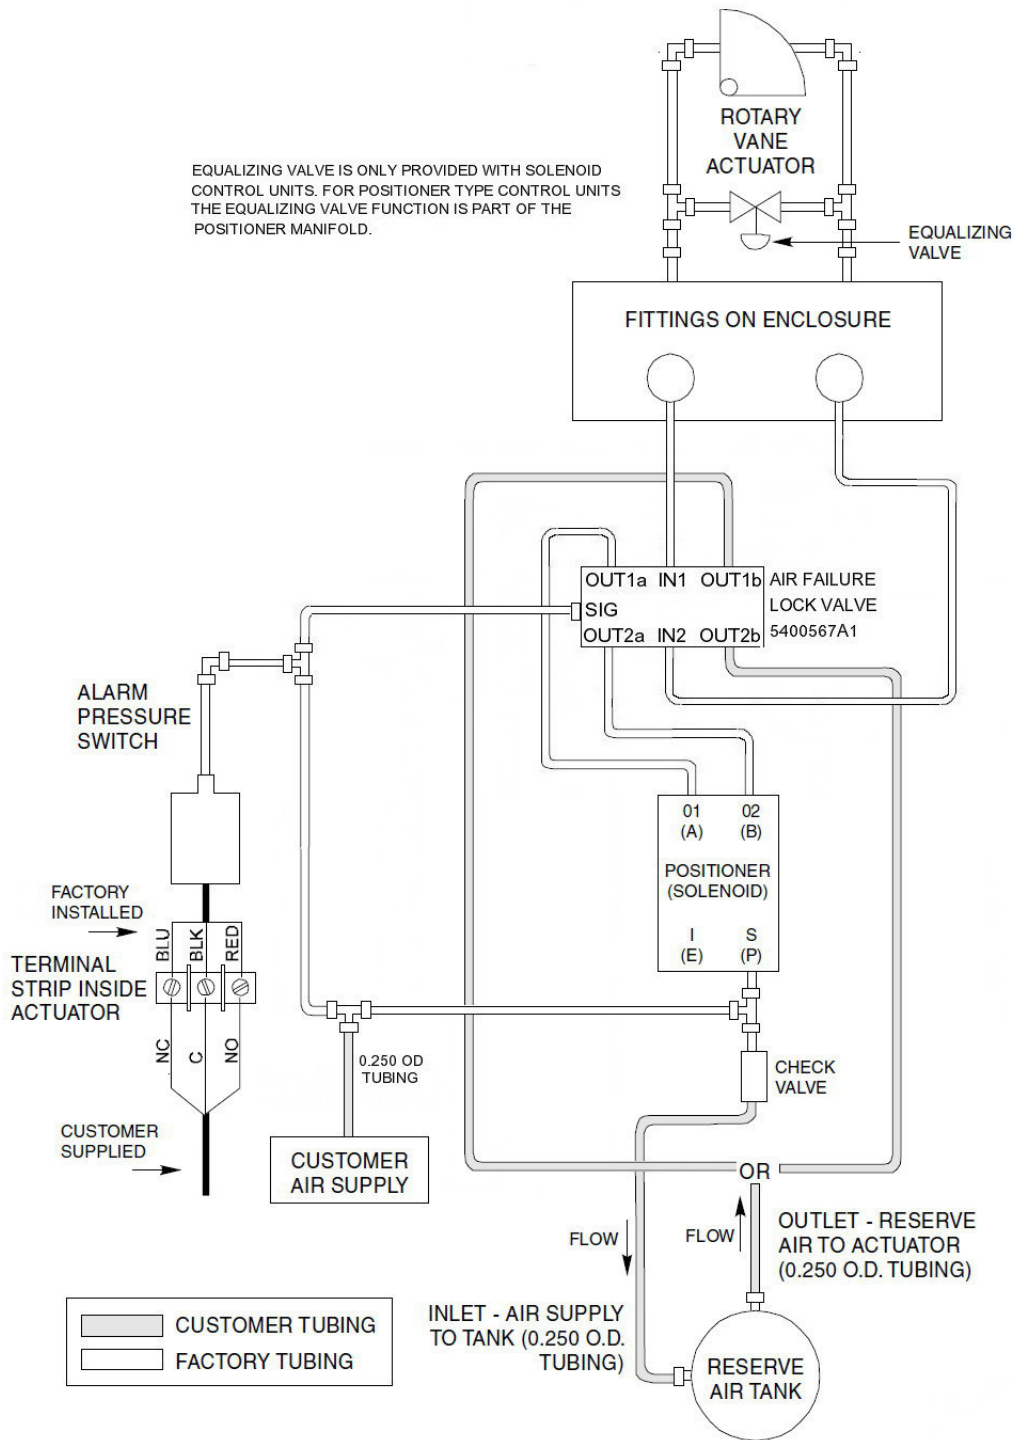 ROTARY
VANE
ACTUATOR
EQUALIZING VALVE IS ONLY PROVIDED WITH SOLENOID
CONTROL UNITS. FOR POSITIONER TYPE CONTROL UNITS
THE EQUALIZING VALVE FUNCTION IS PART OF THE
POSITIONER MANIFOLD.
EQUALIZING
VALVE
FITTINGS ON ENCLOSURE
OUT1a IN1 OUT1b
SIG
OUT2a IN2 OUT2b
AIR FAILURE
LOCK VALVE
5400567A1
ALARM
PRESSURE
SWITCH
01
(A)
02
(B)
POSITIONER
(SOLENOID)
I
(E)
S
(P)
FACTORY
INSTALLED
BLU
BLK
RED
TERMINAL
STRIP INSIDE
ACTUATOR
NC
C
NO
0.250 OD
TUBING
CHECK
VALVE
CUSTOMER
SUPPLIED
CUSTOMER
AIR SUPPLY
OR
FLOW
FLOW
OUTLET - RESERVE
AIR TO ACTUATOR
(0.250 O.D. TUBING)
INLET - AIR SUPPLY
TO TANK (0.250 O.D.
TUBING)
RESERVE
AIR TANK
CUSTOMER TUBING
FACTORY TUBING